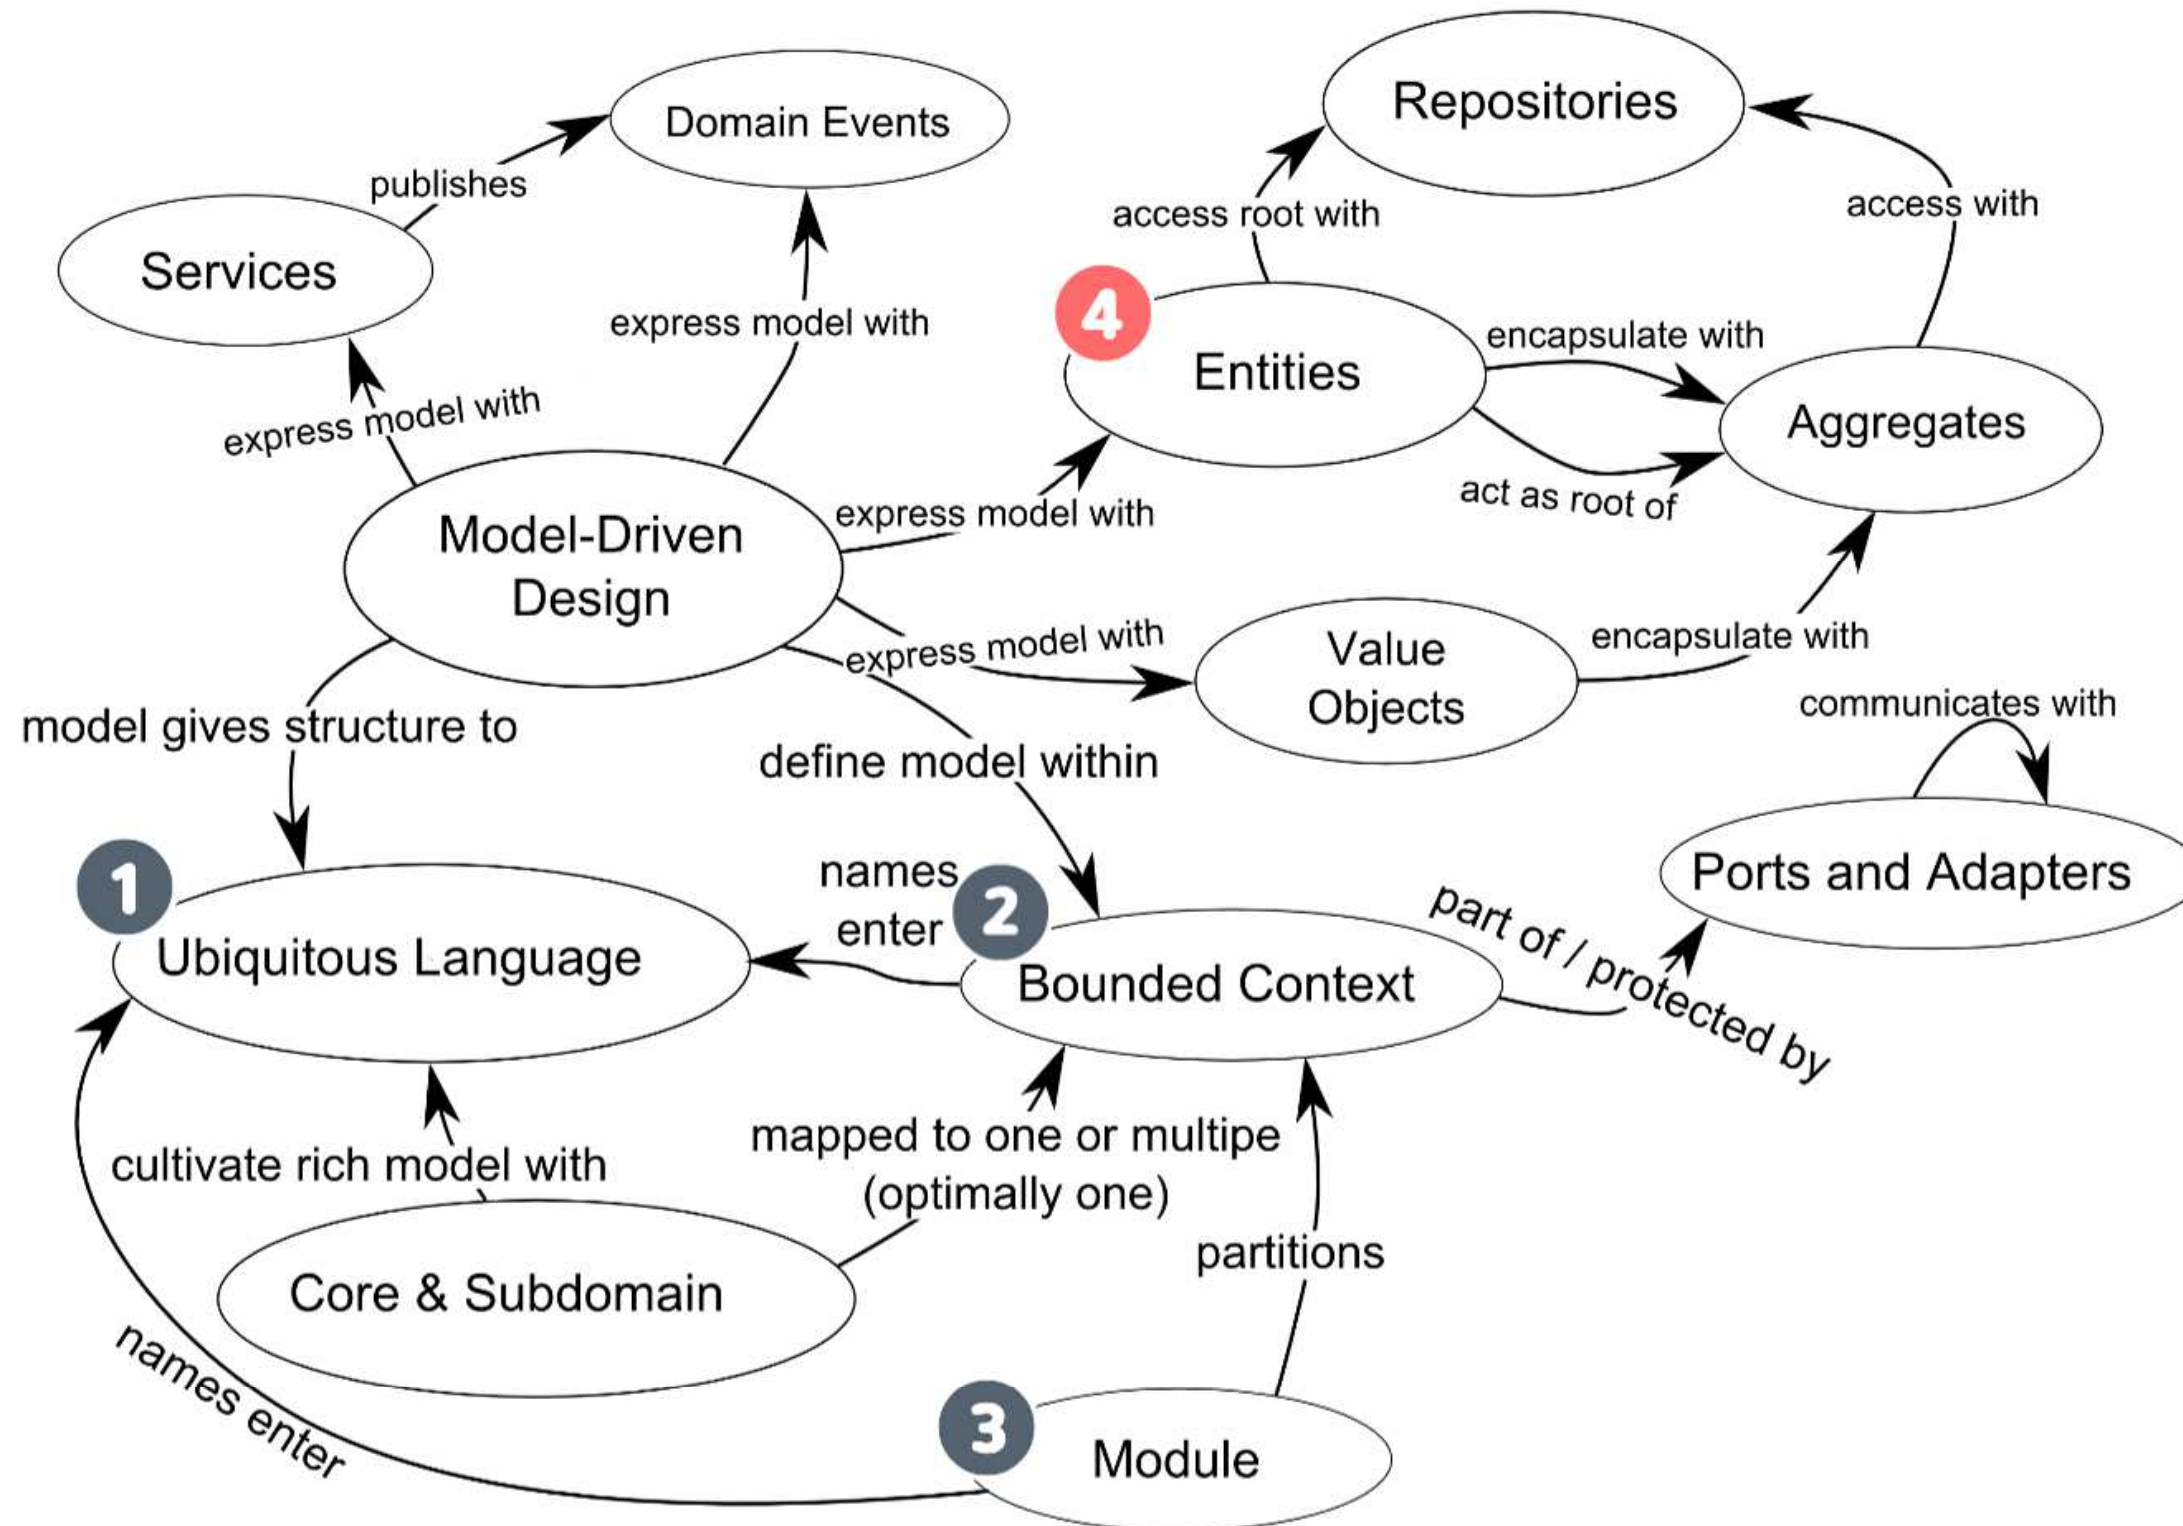 Repositories
Domain Events
publishes
access root with
access with
Services
4
express model with
encapsulate with
Entities
Aggregates
express model with
act as root of
express model with
Model-Driven
Design
express model with
Value
Objects
encapsulate with
communicates with
model gives structure to
define model within
1
names
enter
2
Ports and Adapters
part of / protected by
Ubiquitous Language
Bounded Context
cultivate rich model with
mapped to one or multipe
(optimally one)
partitions
Core & Subdomain
names enter
3
Module